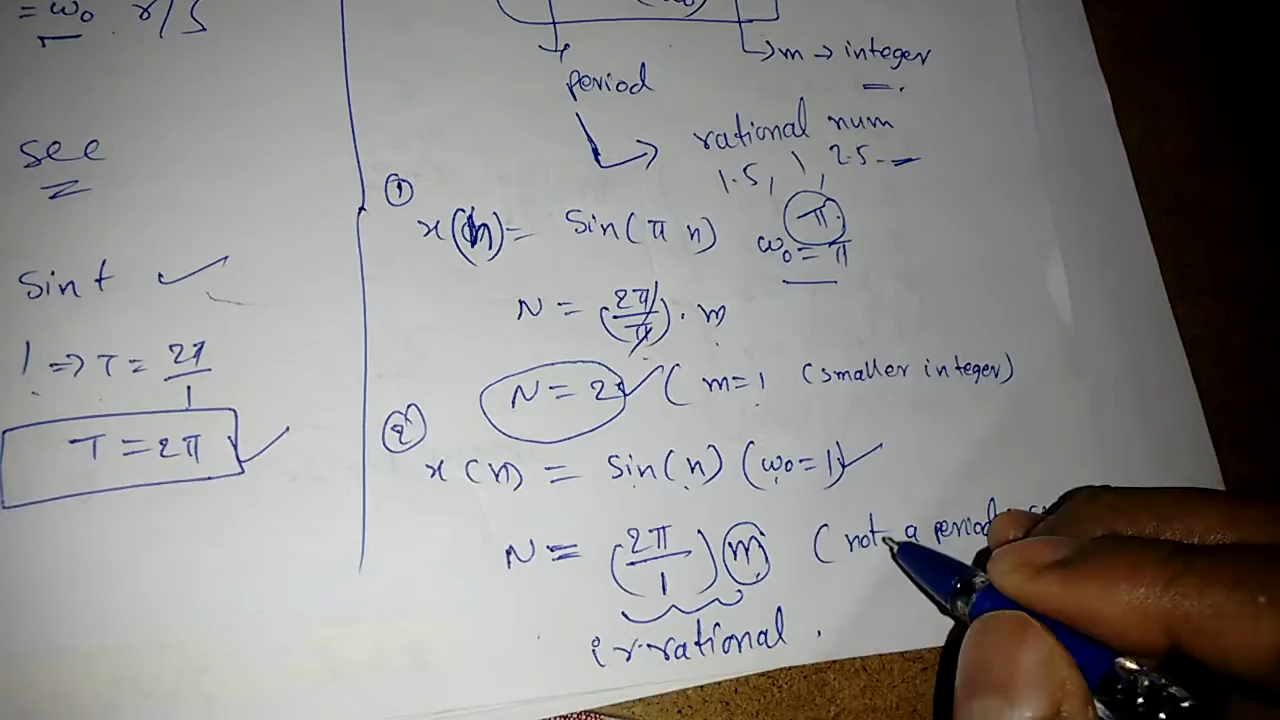 = ω₀ r/s
see
sin t ✓
1 ⇒ T = 2π/1
T = 2π ✓
period
→ m → integer
rational num
1.5, 1, 2.5 --
① x(n) = sin(π n) π
ω₀ = π
N = (2π/π) . m
N = 2 ✓ ( m=1 (smaller integer)
② x(n) = sin(n) (ω₀ = 1) ✓
N = (2π/1) m (not a period
irrational .